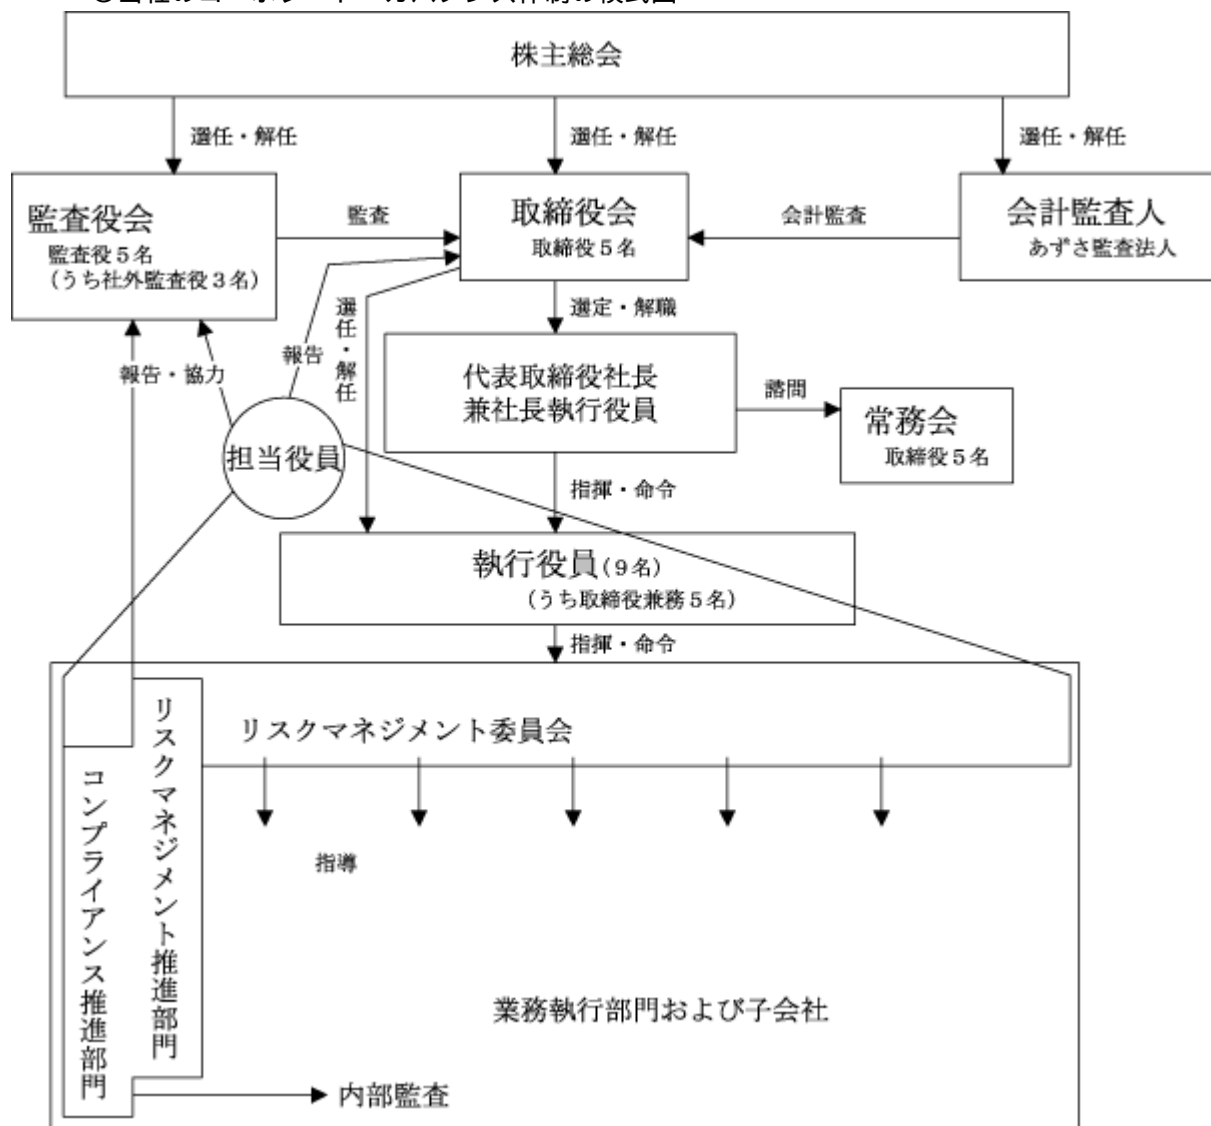 株主総会
選任・解任
選任・解任
選任・解任
監査役会
監査役5名
(うち社外監査役3名)
監査
取締役会
取締役5名
会計監査
会計監査人
あずさ監査法人
選任・解任
選定・解職
報告
報告・協力
代表取締役社長
兼社長執行役員
諮問
常務会
取締役5名
担当役員
指揮・命令
執行役員(9名)
(うち取締役兼務5名)
指揮・命令
リスクマネジメント推進部門
リスクマネジメント委員会
コンプライアンス推進部門
指導
業務執行部門および子会社
内部監査